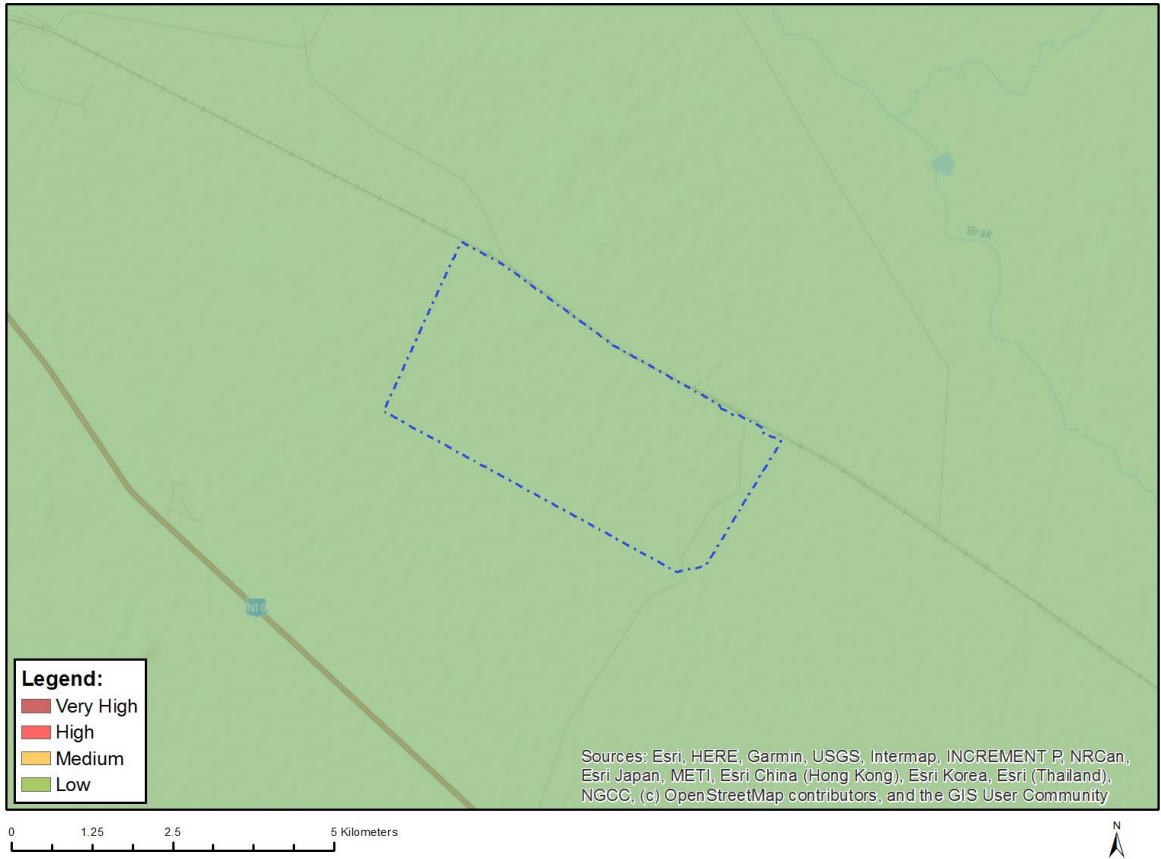 Brak
N10
Legend:
Very High
High
Medium
Low
Sources: Esri, HERE, Garmin, USGS, Intermap, INCREMENT P, NRCan,
Esri Japan, METI, Esri China (Hong Kong), Esri Korea, Esri (Thailand),
NGCC, (c) OpenStreetMap contributors, and the GIS User Community
0 1.25 2.5 5 Kilometers
N